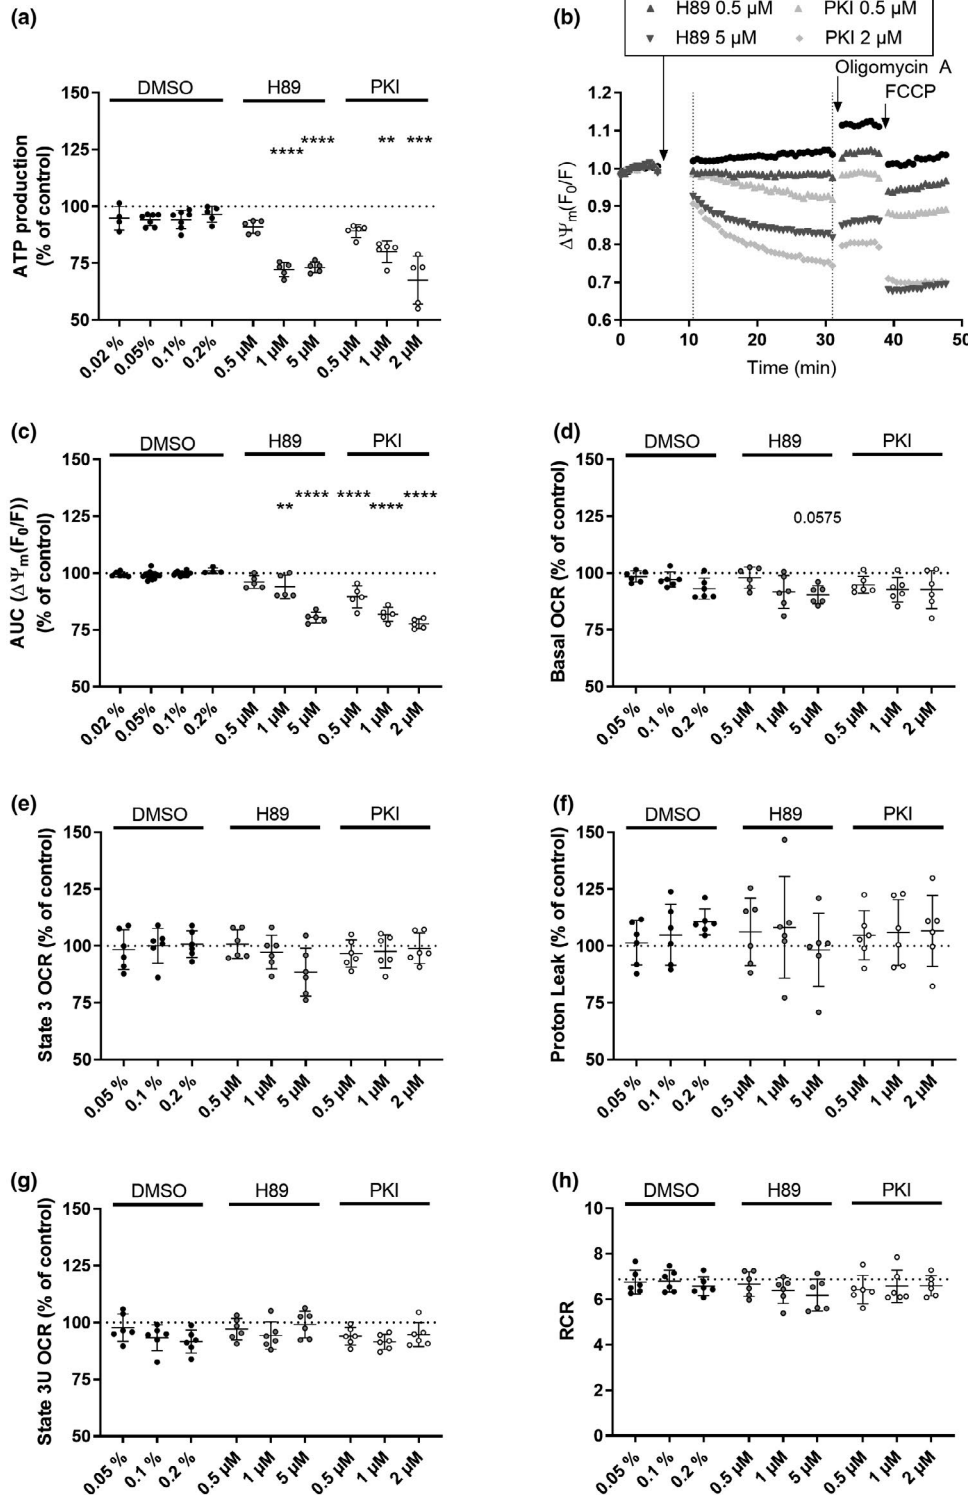 (a)
DMSO H89 PKI
150
125
100
75
50
ATP production
(% of control)
**** **** ** ***
0.02 % 0.05% 0.1% 0.2% 0.5 µM 1 µM 5 µM 0.5 µM 1 µM 2 µM
(b)
H89 0.5 µM PKI 0.5 µM
H89 5 µM PKI 2 µM
Oligomycin A
FCCP
1.2
1.1
1.0
0.9
0.8
0.7
0.6
ΔΨm(F0/F)
0 10 20 30 40 50
Time (min)
(c)
DMSO H89 PKI
150
125
100
75
50
AUC (ΔΨm(F0/F))
(% of control)
** **** **** **** ****
0.02 % 0.05% 0.1% 0.2% 0.5 µM 1 µM 5 µM 0.5 µM 1 µM 2 µM
(d)
DMSO H89 PKI
150
125
100
75
50
Basal OCR (% of control)
0.0575
0.05 % 0.1 % 0.2 % 0.5 µM 1 µM 5 µM 0.5 µM 1 µM 2 µM
(e)
DMSO H89 PKI
150
125
100
75
50
State 3 OCR (% of control)
0.05 % 0.1 % 0.2 % 0.5 µM 1 µM 5 µM 0.5 µM 1 µM 2 µM
(f)
DMSO H89 PKI
150
125
100
75
50
Proton Leak (% of control)
0.05 % 0.1 % 0.2 % 0.5 µM 1 µM 5 µM 0.5 µM 1 µM 2 µM
(g)
DMSO H89 PKI
150
125
100
75
50
State 3U OCR (% of control)
0.05 % 0.1 % 0.2 % 0.5 µM 1 µM 5 µM 0.5 µM 1 µM 2 µM
(h)
DMSO H89 PKI
10
8
6
4
2
0
RCR
0.05 % 0.1 % 0.2 % 0.5 µM 1 µM 5 µM 0.5 µM 1 µM 2 µM